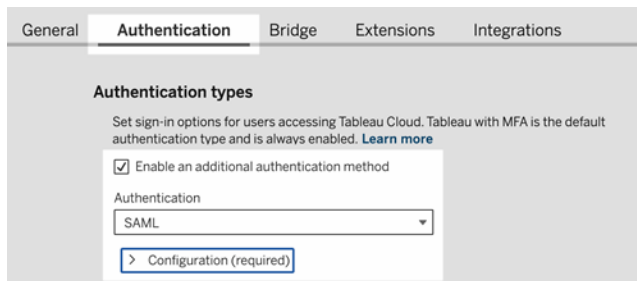 General Authentication Bridge Extensions Integrations
Authentication types
Set sign-in options for users accessing Tableau Cloud. Tableau with MFA is the default
authentication type and is always enabled. Learn more
Enable an additional authentication method
Authentication
SAML
Configuration (required)